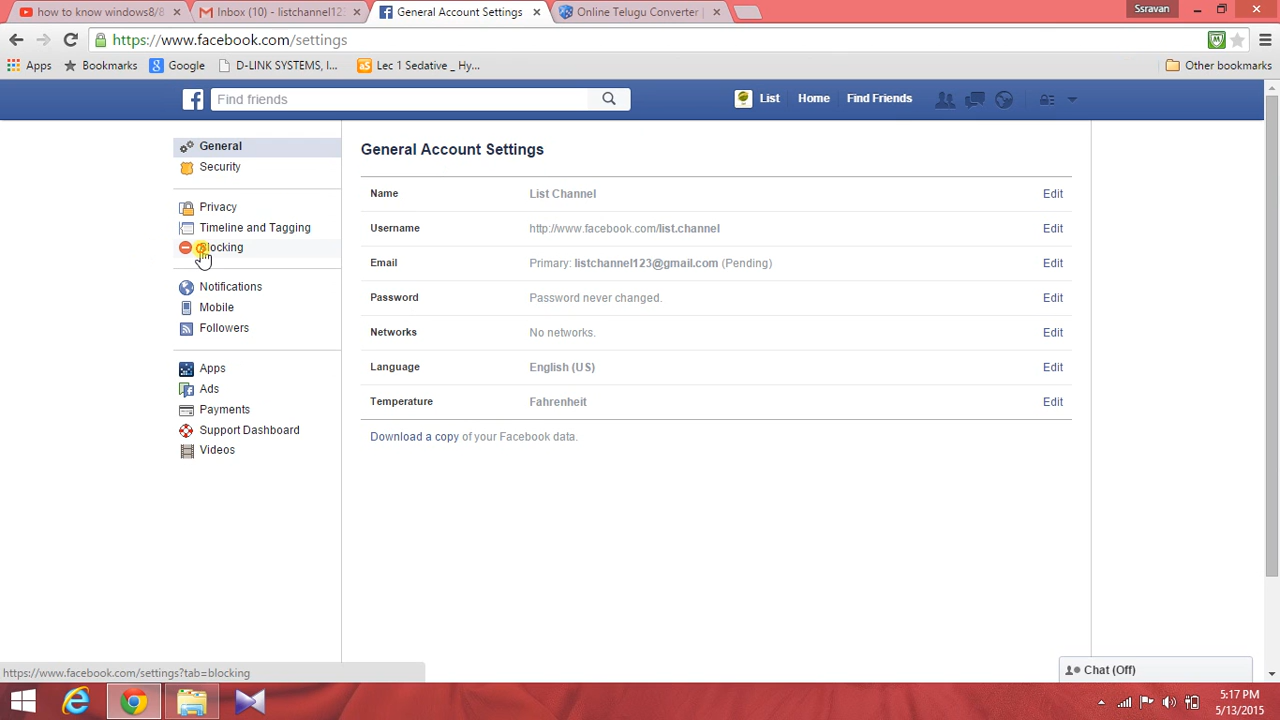 how to know windows8/8
Inbox (10) - listchannel123
General Account Settings
Online Telugu Converter |
Ssravan
https://www.facebook.com/settings
Apps
Bookmarks
Google
D-LINK SYSTEMS, I...
Lec 1 Sedative _ Hy...
Other bookmarks
Find friends
List
Home
Find Friends
General
Security
Privacy
Timeline and Tagging
Blocking
Notifications
Mobile
Followers
Apps
Ads
Payments
Support Dashboard
Videos
General Account Settings
Name List Channel Edit
Username http://www.facebook.com/list.channel Edit
Email Primary: listchannel123@gmail.com (Pending) Edit
Password Password never changed. Edit
Networks No networks. Edit
Language English (US) Edit
Temperature Fahrenheit Edit
Download a copy of your Facebook data.
https://www.facebook.com/settings?tab=blocking
Chat (Off)
5:17 PM
5/13/2015